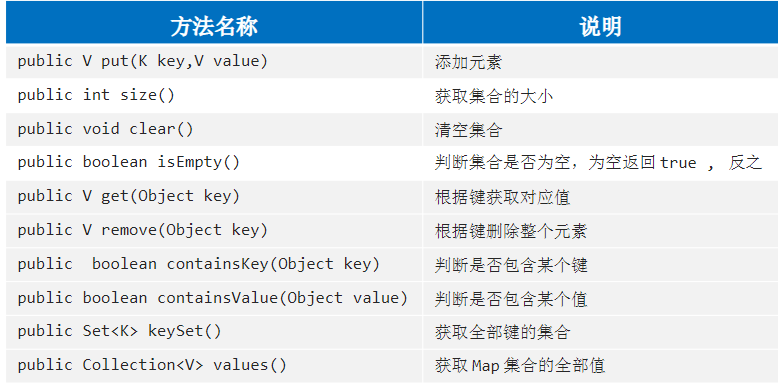 方法名称 说明
public V put(K key,V value) 添加元素
public int size() 获取集合的大小
public void clear() 清空集合
public boolean isEmpty() 判断集合是否为空，为空返回true , 反之
public V get(Object key) 根据键获取对应值
public V remove(Object key) 根据键删除整个元素
public  boolean containsKey(Object key) 判断是否包含某个键
public boolean containsValue(Object value) 判断是否包含某个值
public Set<K> keySet() 获取全部键的集合
public Collection<V> values() 获取Map集合的全部值